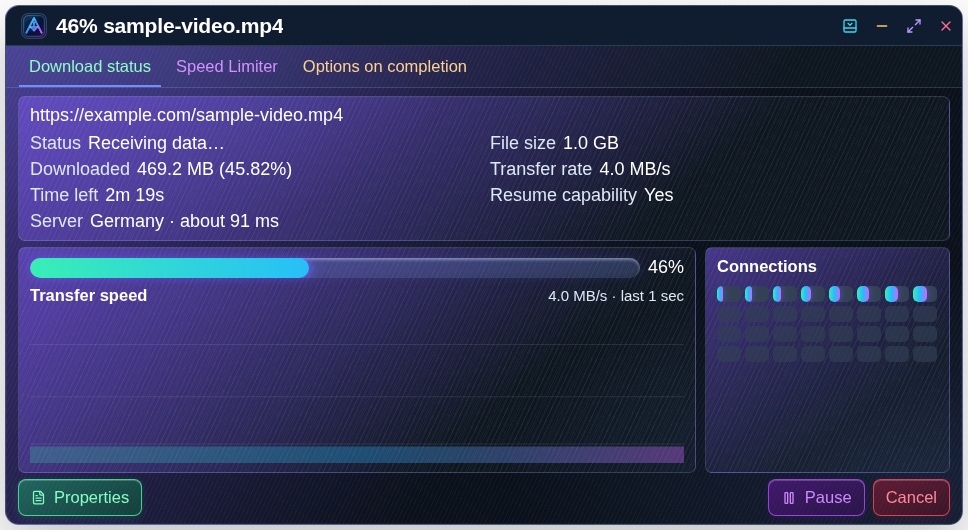 46% sample-video.mp4
Download status Speed Limiter Options on completion
https://example.com/sample-video.mp4
Status Receiving data…
File size 1.0 GB
Downloaded 469.2 MB (45.82%)
Transfer rate 4.0 MB/s
Time left 2m 19s
Resume capability Yes
Server Germany · about 91 ms
46%
Transfer speed
4.0 MB/s · last 1 sec
Connections
Properties
Pause
Cancel